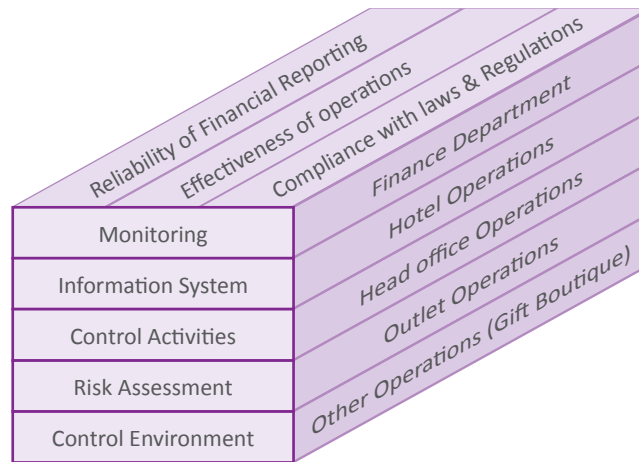 Reliability of Financial Reporting
Effectiveness of operations
Compliance with laws & Regulations
Monitoring
Information System
Control Activities
Risk Assessment
Control Environment
Finance Department
Hotel Operations
Head office Operations
Outlet Operations
Other Operations (Gift Boutique)